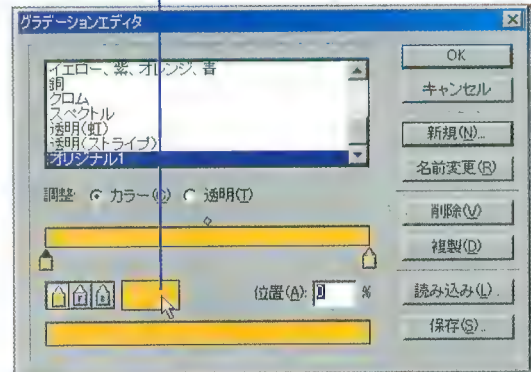 グラデーションエディタ
イエロー、紫、オレンジ、青
銅
クロム
スペクトル
透明(虹)
透明(ストライプ)
オリジナル1
OK
キャンセル
新規(N)...
名前変更(R)
削除(V)
複製(D)
読み込み(L)...
保存(S)...
調整: カラー(C) 透明(T)
F B 位置(A): 0 %